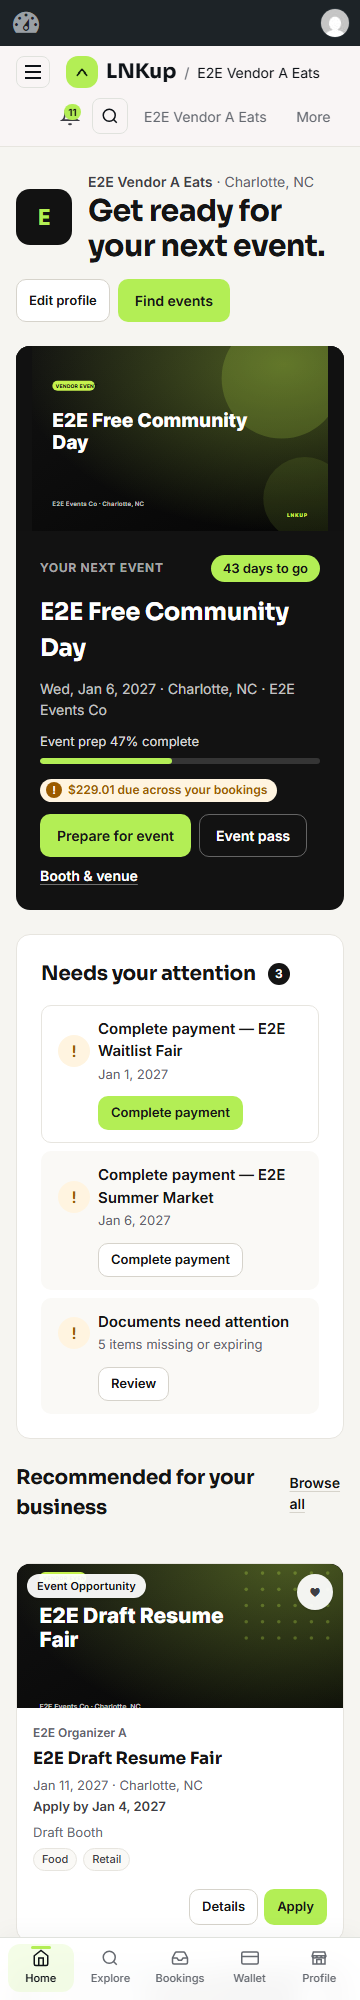 LNKup / E2E Vendor A Eats
11
E2E Vendor A Eats
More
E
E2E Vendor A Eats · Charlotte, NC
Get ready for
your next event.
Edit profile
Find events
VENDOR EVEN
E2E Free Community
Day
E2E Events Co · Charlotte, NC
LNKUP
YOUR NEXT EVENT
43 days to go
E2E Free Community
Day
Wed, Jan 6, 2027 · Charlotte, NC · E2E
Events Co
Event prep 47% complete
! $229.01 due across your bookings
Prepare for event
Event pass
Booth & venue
Needs your attention 3
! Complete payment — E2E
Waitlist Fair
Jan 1, 2027
Complete payment
! Complete payment — E2E
Summer Market
Jan 6, 2027
Complete payment
! Documents need attention
5 items missing or expiring
Review
Recommended for your
business
Browse
all
Event Opportunity
E2E Draft Resume
Fair
E2E Events Co · Charlotte, NC
E2E Organizer A
E2E Draft Resume Fair
Jan 11, 2027 · Charlotte, NC
Apply by Jan 4, 2027
Draft Booth
Food
Retail
Details
Apply
Home
Explore
Bookings
Wallet
Profile